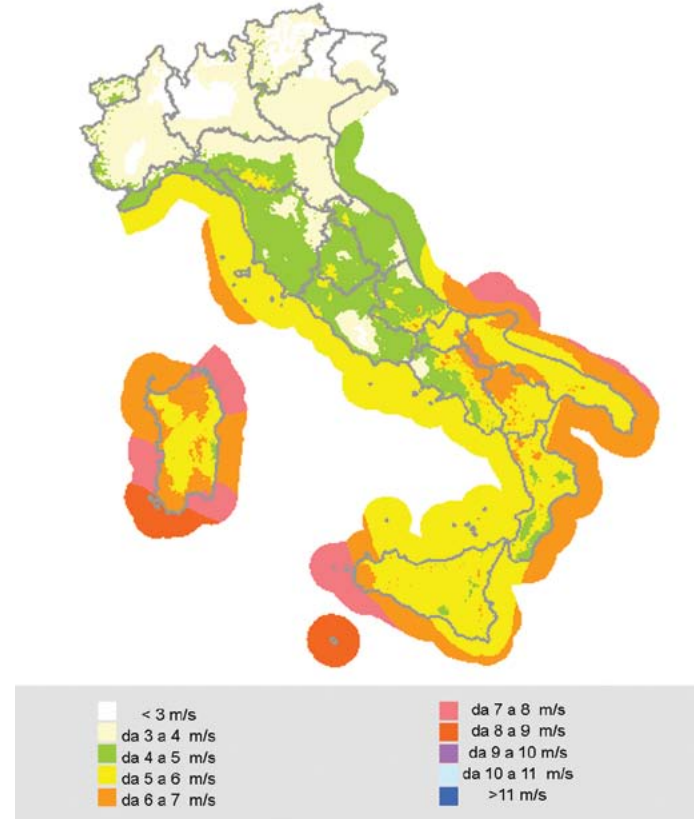 < 3 m/s
da 3 a 4 m/s
da 4 a 5 m/s
da 5 a 6 m/s
da 6 a 7 m/s
da 7 a 8 m/s
da 8 a 9 m/s
da 9 a 10 m/s
da 10 a 11 m/s
>11 m/s